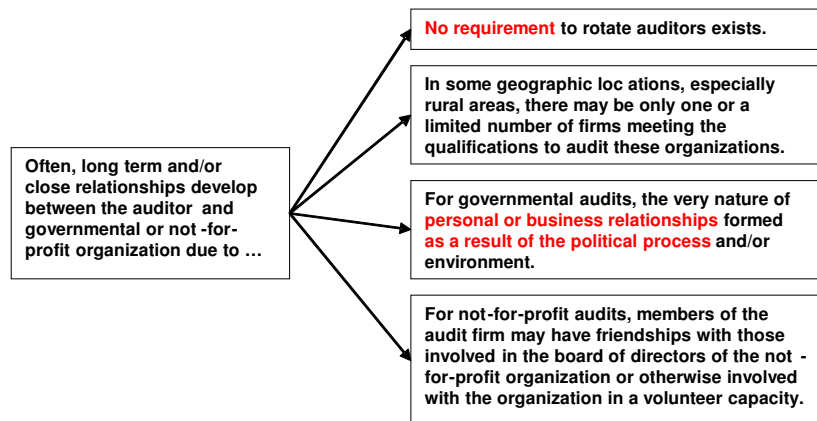 No requirement to rotate auditors exists.
In some geographic loc ations, especially
rural areas, there may be only one or a
limited number of firms meeting the
qualifications to audit these organizations.
Often, long term and/or
close relationships develop
between the auditor and
governmental or not -for-
profit organization due to …
For governmental audits, the very nature of
personal or business relationships formed
as a result of the political process and/or
environment.
For not-for-profit audits, members of the
audit firm may have friendships with those
involved in the board of directors of the not -
for-profit organization or otherwise involved
with the organization in a volunteer capacity.